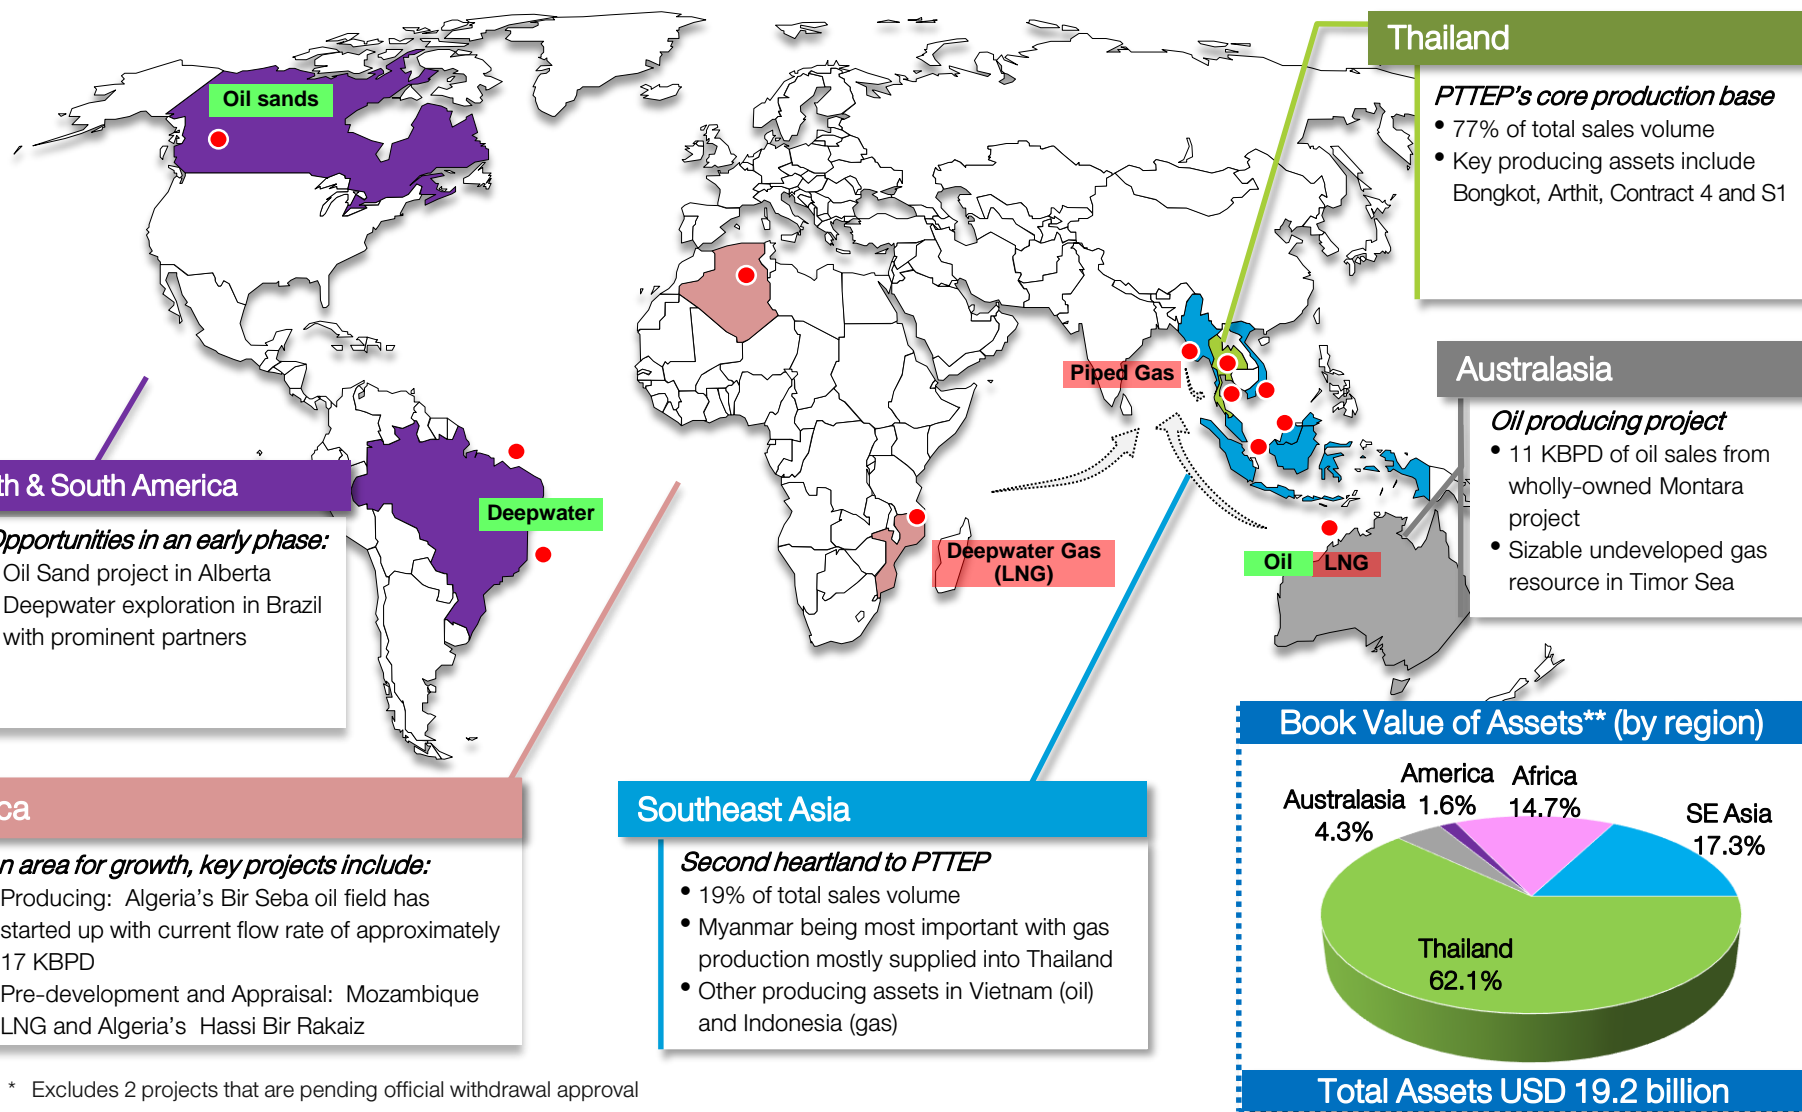 Thailand
PTTEP's core production base
• 77% of total sales volume
• Key producing assets include
Bongkot, Arthit, Contract 4 and S1
Oil sands
Piped Gas
Australasia
Oil producing project
• 11 KBPD of oil sales from
wholly-owned Montara
project
• Sizable undeveloped gas
resource in Timor Sea
th & South America
Opportunities in an early phase:
Oil Sand project in Alberta
Deepwater exploration in Brazil
with prominent partners
Deepwater
Deepwater Gas
(LNG)
Oil LNG
ca
n area for growth, key projects include:
Producing: Algeria's Bir Seba oil field has
started up with current flow rate of approximately
17 KBPD
Pre-development and Appraisal: Mozambique
LNG and Algeria's Hassi Bir Rakaiz
Southeast Asia
Second heartland to PTTEP
• 19% of total sales volume
• Myanmar being most important with gas
production mostly supplied into Thailand
• Other producing assets in Vietnam (oil)
and Indonesia (gas)
Book Value of Assets** (by region)
America
1.6%
Africa
14.7%
Australasia
4.3%
SE Asia
17.3%
Thailand
62.1%
Total Assets USD 19.2 billion
* Excludes 2 projects that are pending official withdrawal approval